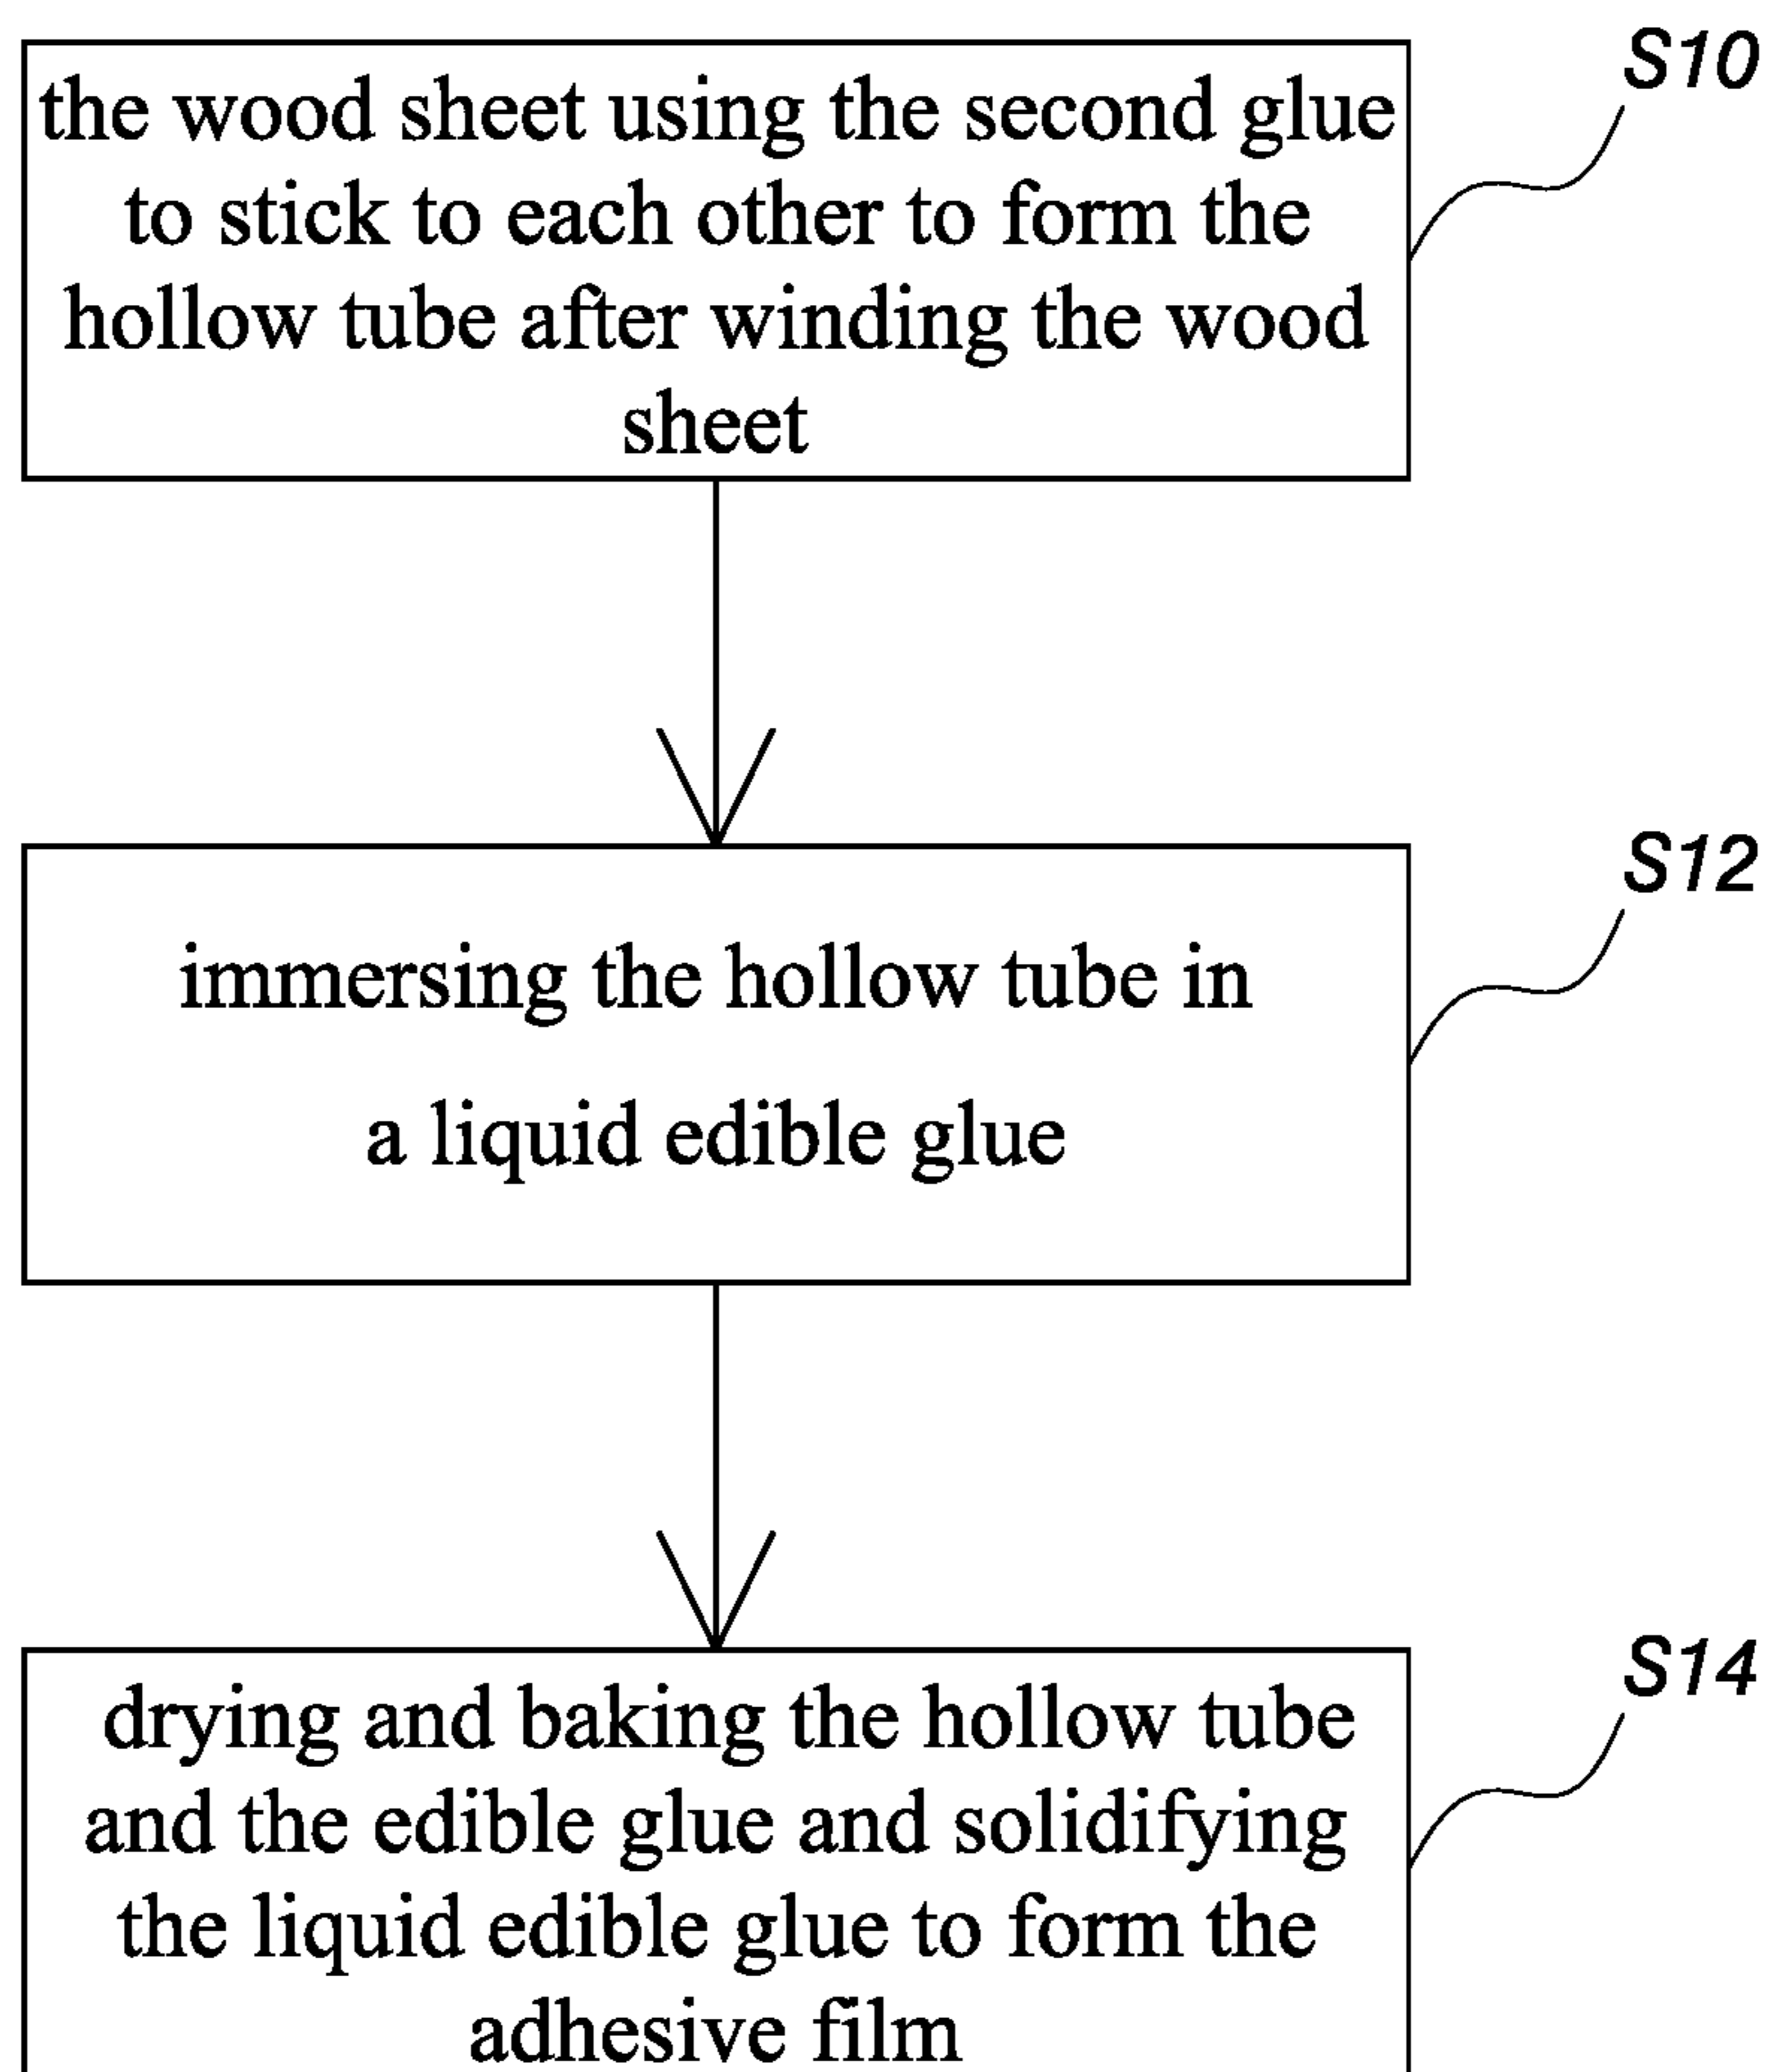 S10
the wood sheet using the second glue
to stick to each other to form the
hollow tube after winding the wood
sheet
S12
immersing the hollow tube in
a liquid edible glue
S14
drying and baking the hollow tube
and the edible glue and solidifying
the liquid edible glue to form the
adhesive film